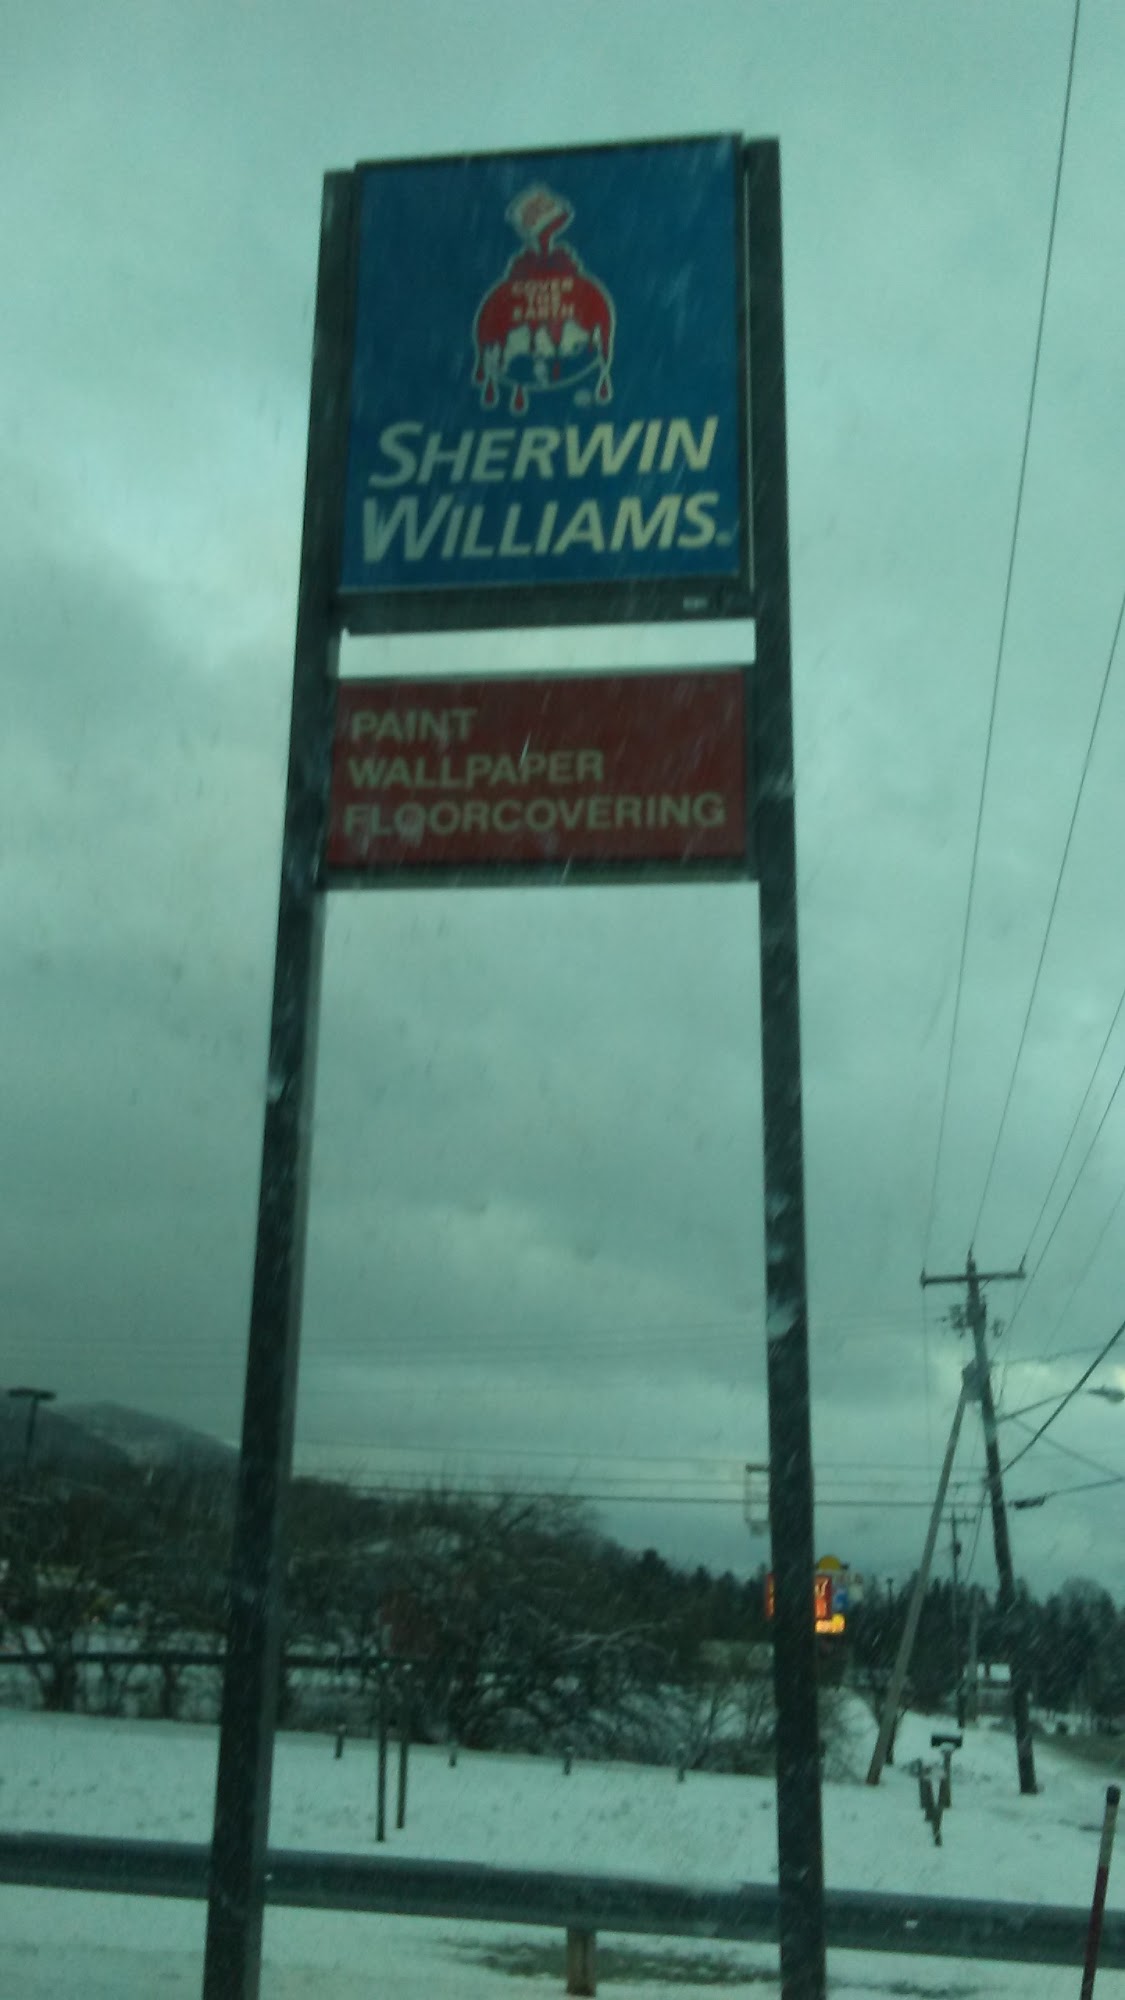 COVER
THE
EARTH
SHERWIN
WILLIAMS.
PAINT
WALLPAPER
FLOORCOVERING